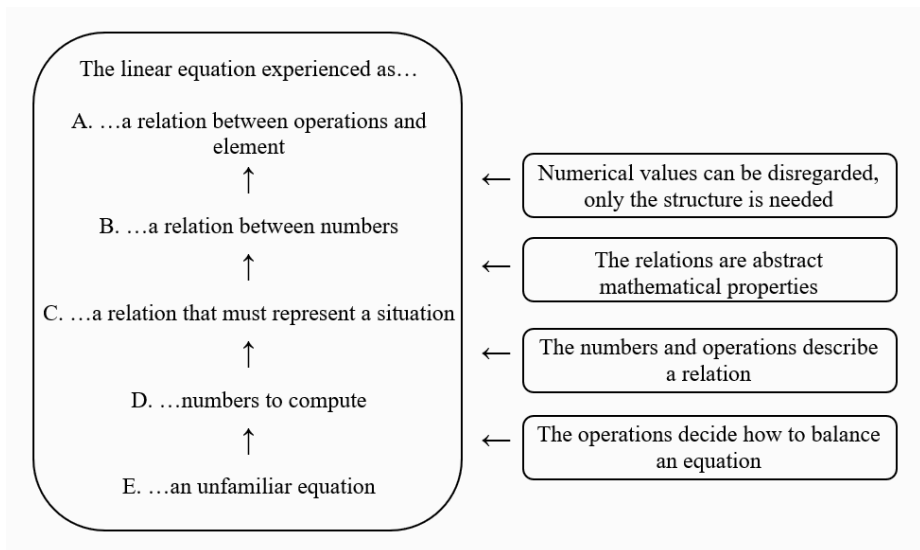 The linear equation experienced as…
A. …a relation between operations and
element
↑
Numerical values can be disregarded,
only the structure is needed
←
B. …a relation between numbers
↑
←
The relations are abstract
mathematical properties
C. …a relation that must represent a situation
↑
←
The numbers and operations describe
a relation
D. …numbers to compute
↑
←
The operations decide how to balance
an equation
E. …an unfamiliar equation